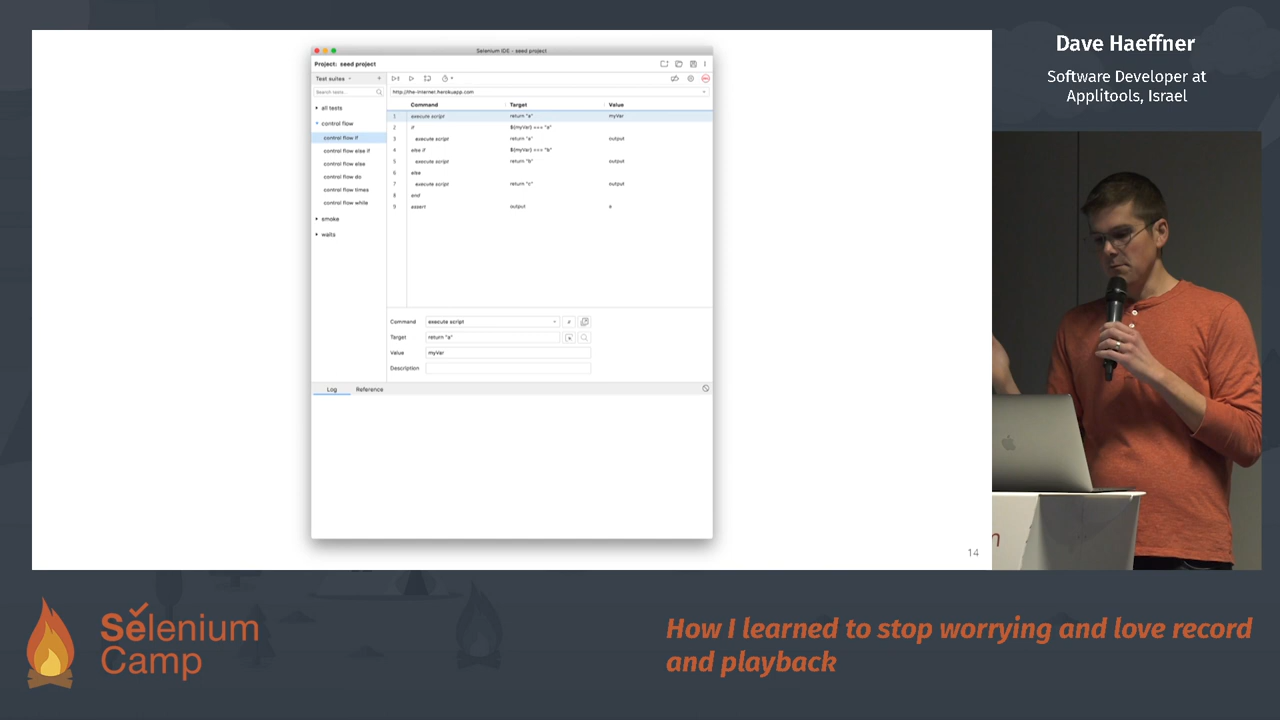 Selenium IDE - seed project
Project: seed project
Test suites
Search tests...
all tests
control flow
control flow if
control flow else if
control flow else
control flow do
control flow times
control flow while
smoke
waits
http://the-internet.herokuapp.com
Command Target Value
1 execute script return "a" myVar
2 if ${myVar} === "a"
3 execute script return "a" output
4 else if ${myVar} === "b"
5 execute script return "b" output
6 else
7 execute script return "c" output
8 end
9 assert output a
Command execute script //
Target return "a"
Value myVar
Description
Log Reference
14
Dave Haeffner
Software Developer at
Applitools, Israel
n
Selenium
Camp
How I learned to stop worrying and love record
and playback